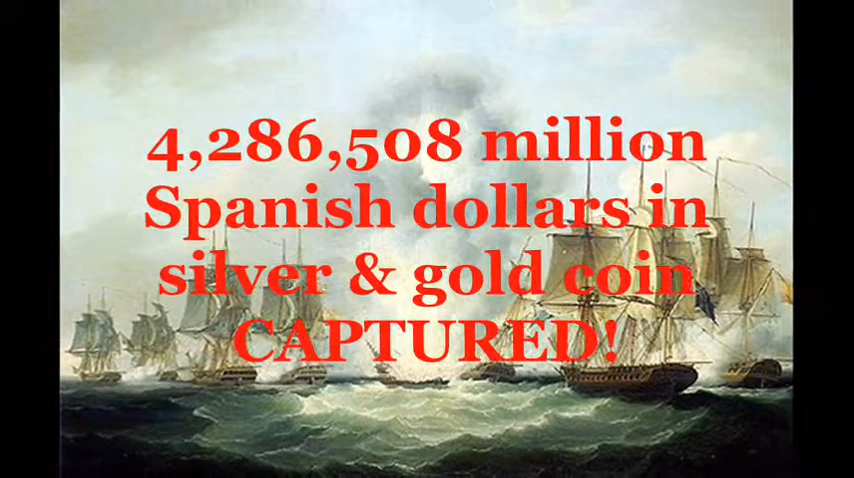 4,286,508 million
Spanish dollars in
silver & gold coin
CAPTURED!